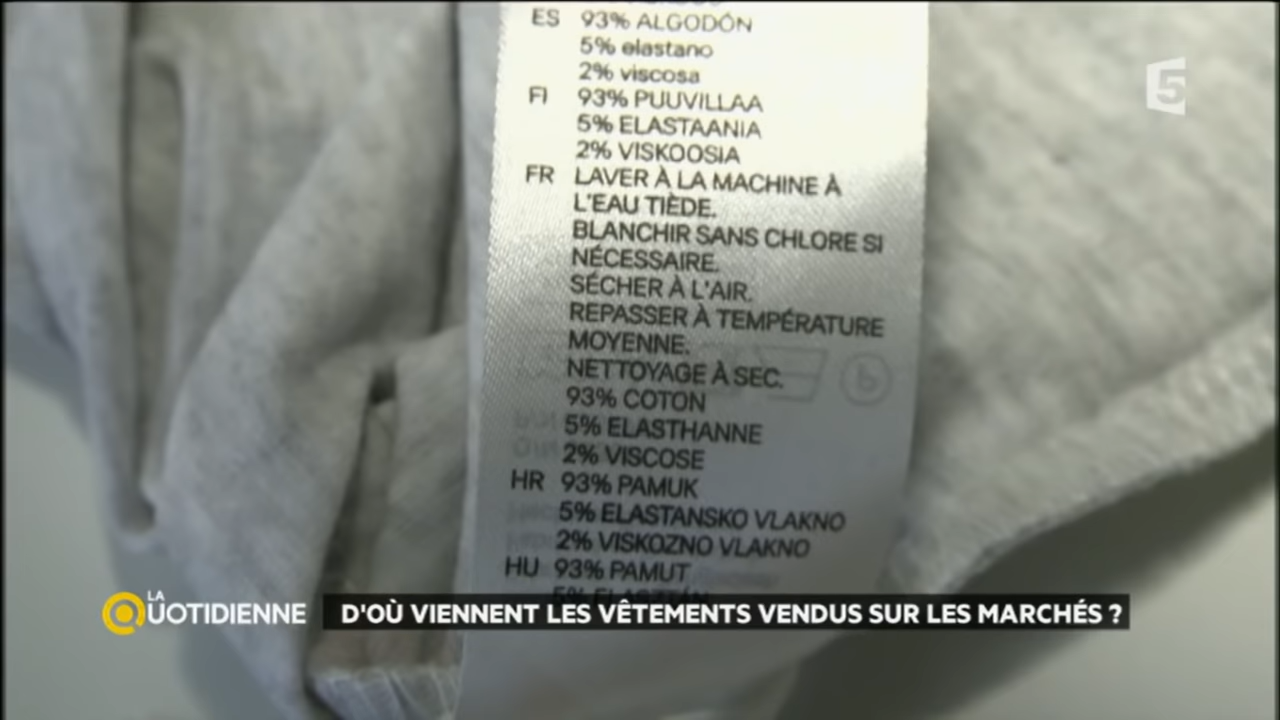 ES 93% ALGODÓN
5% elastano
2% viscosa
FI 93% PUUVILLAA
5% ELASTAANIA
2% VISKOOSIA
FR LAVER À LA MACHINE À
L'EAU TIÈDE.
BLANCHIR SANS CHLORE SI
NÉCESSAIRE.
SÉCHER À L'AIR.
REPASSER À TEMPÉRATURE
MOYENNE.
NETTOYAGE À SEC.
93% COTON
5% ELASTHANNE
2% VISCOSE
HR 93% PAMUK
5% ELASTANSKO VLAKNO
2% VISKOZNO VLAKNO
HU 93% PAMUT
5
LA QUOTIDIENNE
D'OÙ VIENNENT LES VÊTEMENTS VENDUS SUR LES MARCHÉS ?